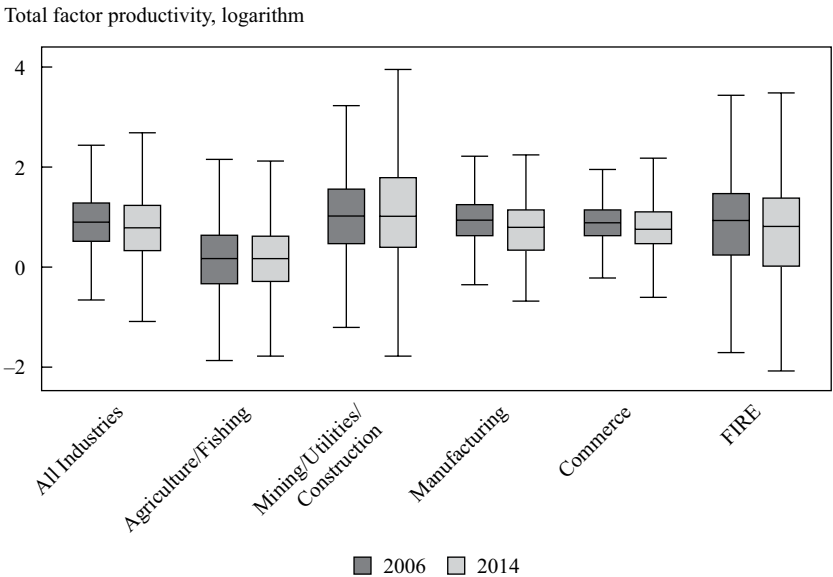 Total factor productivity, logarithm
4
2
0
–2
All Industries
Agriculture/Fishing
Mining/Utilities/
Construction
Manufacturing
Commerce
FIRE
2006 2014